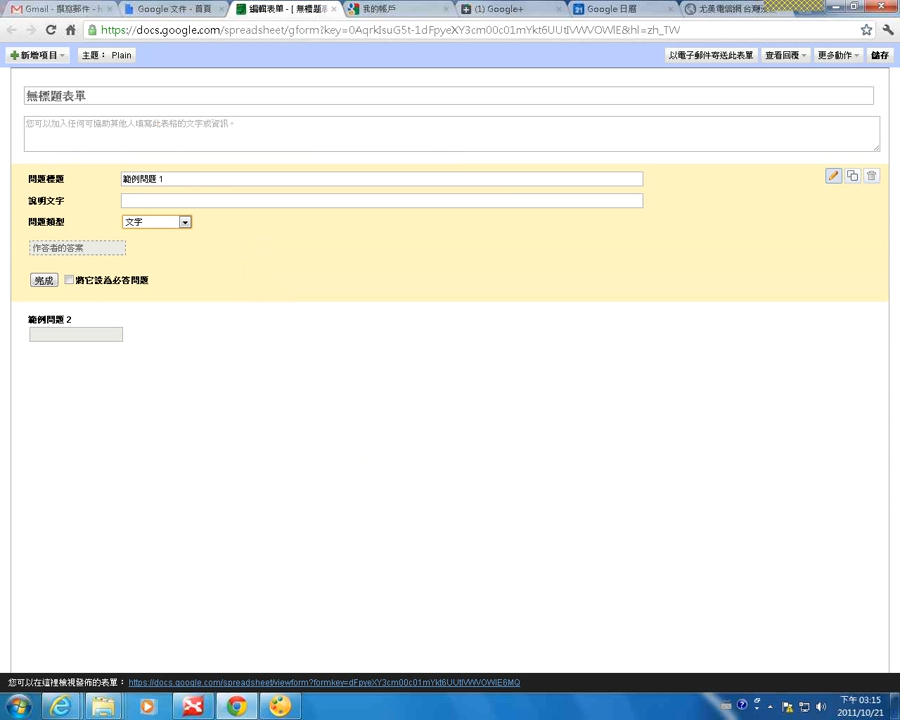 Gmail - 撰寫郵件 - h
Google 文件 - 首頁
編輯表單 - [ 無標題
我的帳戶
(1) Google+
Google 日曆
尤美電信網 台灣
https://docs.google.com/spreadsheet/gform?key=0AqrkIsuG5t-1dFpyeXY3cm00c01mYkt6UUtIVWVOWlE&hl=zh_TW
新增項目
主題： Plain
以電子郵件寄送此表單
查看回覆
更多動作
儲存
無標題表單
您可以加入任何可協助其他人填寫此表格的文字或資訊。
問題標題
範例問題 1
說明文字
問題類型
文字
作答者的答案
完成
將它設為必答問題
範例問題 2
您可以在這裡檢視發佈的表單： https://docs.google.com/spreadsheet/viewform?formkey=dFpyeXY3cm00c01mYkt6UUtIVWVOWlE6MQ
下午 03:15
2011/10/21